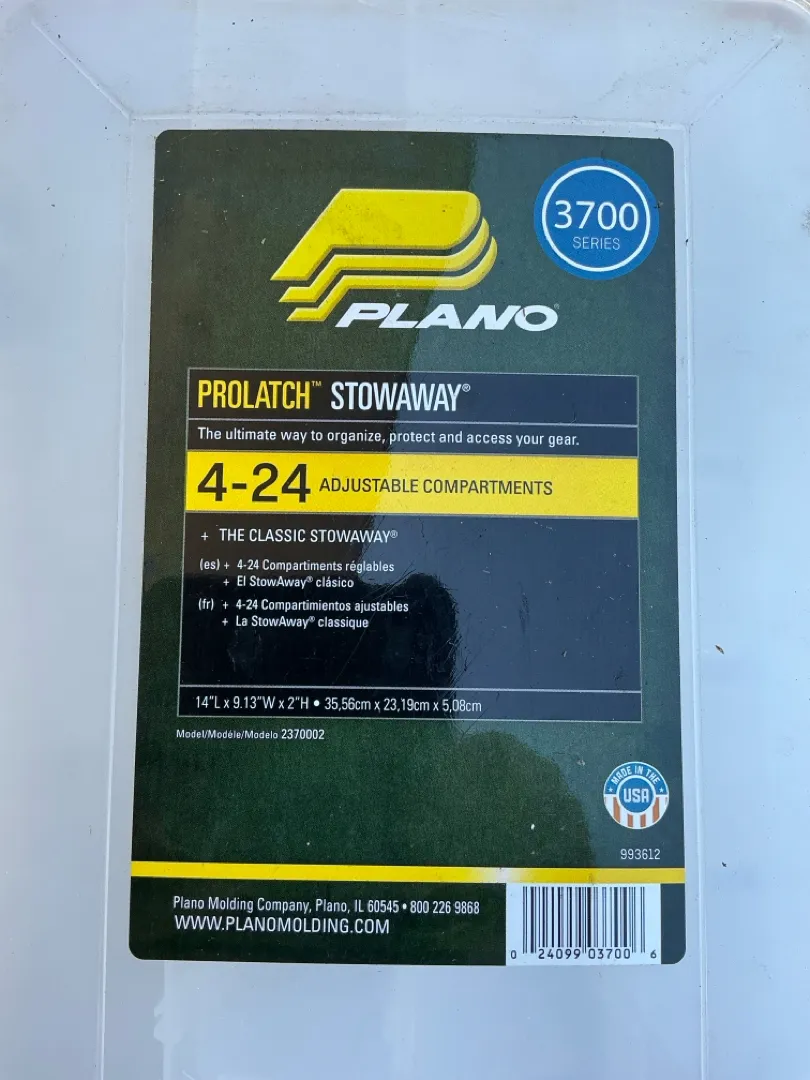 3700
SERIES
PLANO®
PROLATCH™ STOWAWAY®
The ultimate way to organize, protect and access your gear.
4-24 ADJUSTABLE COMPARTMENTS
+ THE CLASSIC STOWAWAY®
(es) + 4-24 Compartiments réglables
+ El StowAway® clásico
(fr) + 4-24 Compartimientos ajustables
+ La StowAway® classique
14"L x 9.13"W x 2"H • 35,56cm x 23,19cm x 5,08cm
Model/Modéle/Modelo 2370002
MADE IN THE
USA
993612
Plano Molding Company, Plano, IL 60545 • 800 226 9868
WWW.PLANOMOLDING.COM
0 24099 03700 6